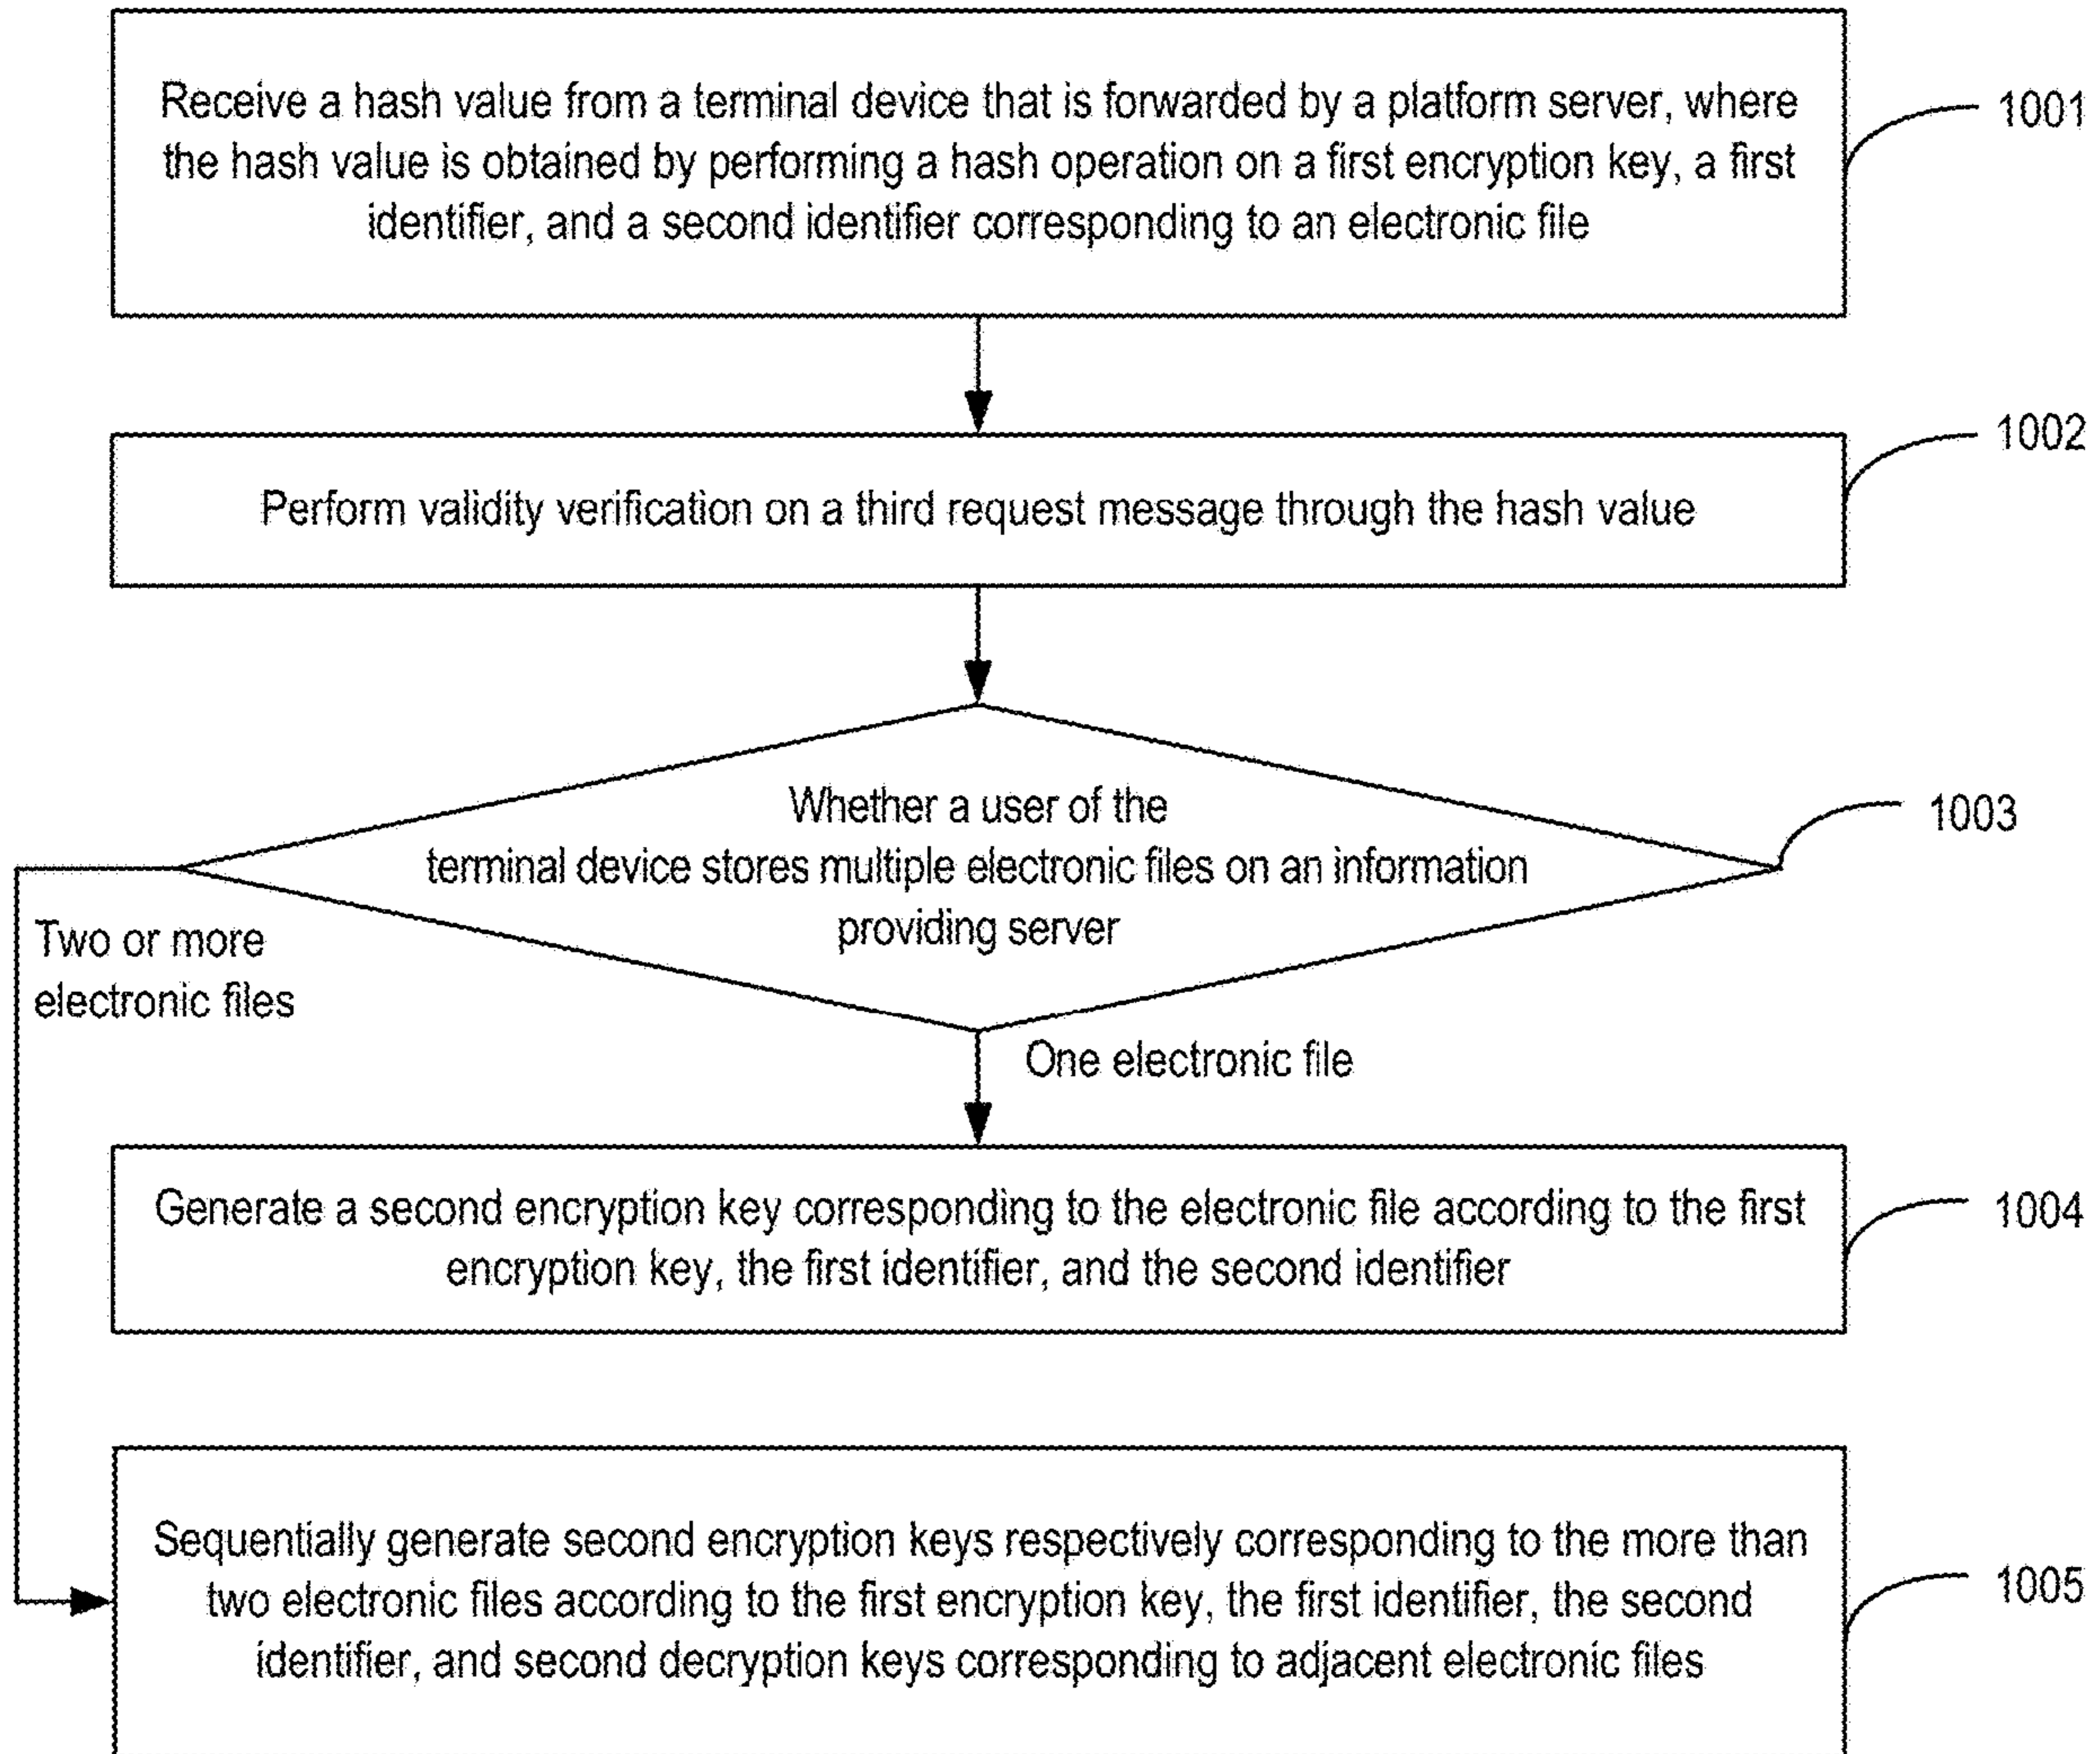 Receive a hash value from a terminal device that is forwarded by a platform server, where
the hash value is obtained by performing a hash operation on a first encryption key, a first
identifier, and a second identifier corresponding to an electronic file
1001
Perform validity verification on a third request message through the hash value
1002
Whether a user of the
terminal device stores multiple electronic files on an information
providing server
1003
Two or more
electronic files
One electronic file
Generate a second encryption key corresponding to the electronic file according to the first
encryption key, the first identifier, and the second identifier
1004
Sequentially generate second encryption keys respectively corresponding to the more than
two electronic files according to the first encryption key, the first identifier, the second
identifier, and second decryption keys corresponding to adjacent electronic files
1005